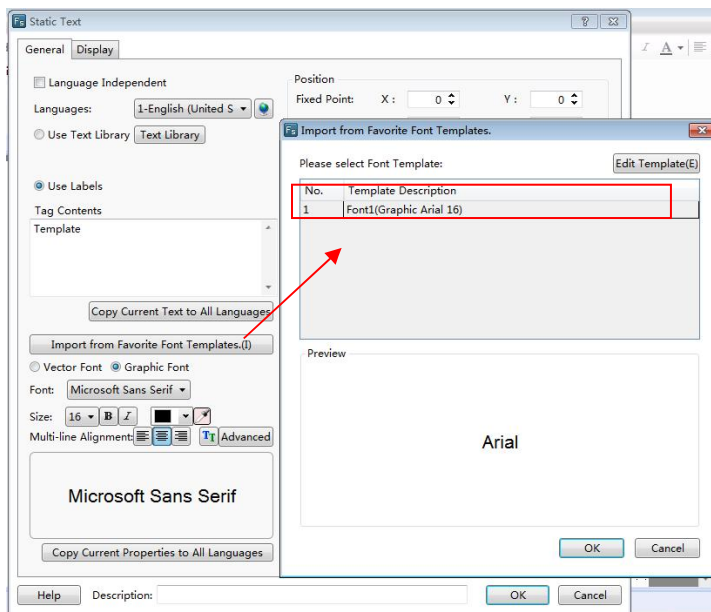 Static Text
General Display
Language Independent
Languages: 1-English (United S
Use Text Library Text Library
Use Labels
Tag Contents
Template
Copy Current Text to All Languages
Import from Favorite Font Templates.(I)
Vector Font Graphic Font
Font: Microsoft Sans Serif
Size: 16 B I
Multi-line Alignment: Advanced
Microsoft Sans Serif
Copy Current Properties to All Languages
Help Description: OK Cancel
Position
Fixed Point: X : 0 Y : 0
Import from Favorite Font Templates.
Please select Font Template: Edit Template(E)
No. Template Description
1 Font1(Graphic Arial 16)
Preview
Arial
OK Cancel
I A